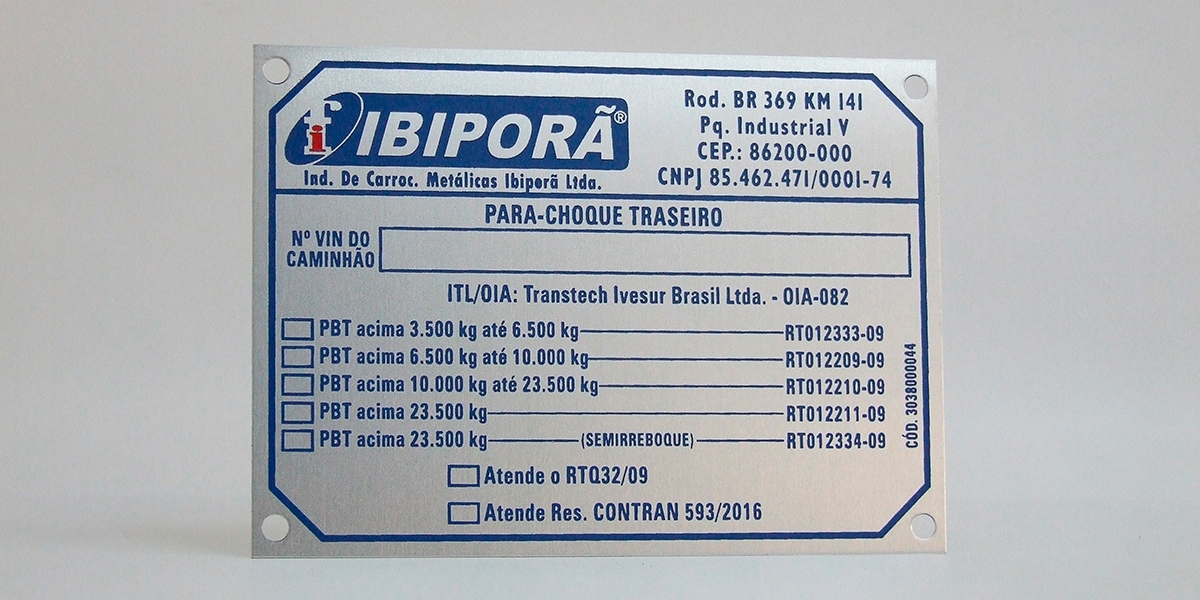 fi IBIPORÃ®
Ind. De Carroc. Metálicas Ibiporã Ltda.
Rod. BR 369 KM 141
Pq. Industrial V
CEP.: 86200-000
CNPJ 85.462.471/0001-74
PARA-CHOQUE TRASEIRO
Nº VIN DO
CAMINHÃO
ITL/OIA: Transtech Ivesur Brasil Ltda. - OIA-082
PBT acima 3.500 kg até 6.500 kg RT012333-09
PBT acima 6.500 kg até 10.000 kg RT012209-09
PBT acima 10.000 kg até 23.500 kg RT012210-09
PBT acima 23.500 kg RT012211-09
PBT acima 23.500 kg (SEMIRREBOQUE) RT012334-09
CÓD. 3038000044
Atende o RTQ32/09
Atende Res. CONTRAN 593/2016